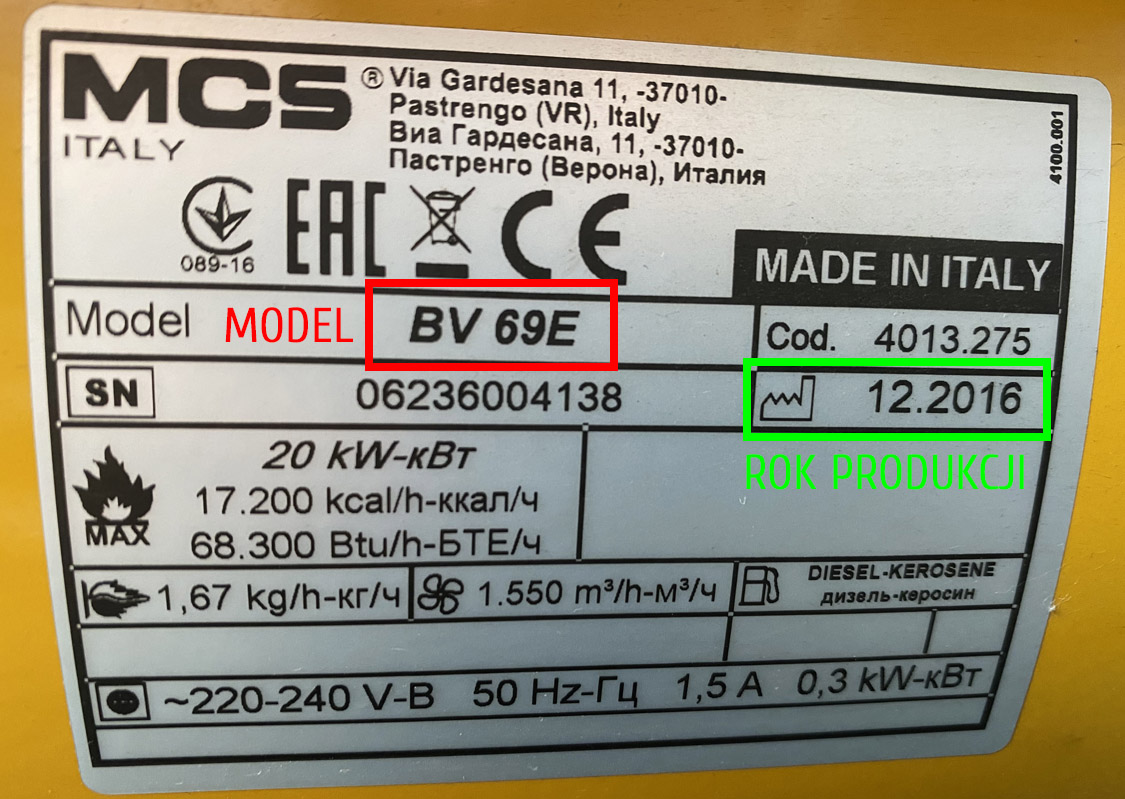 MCS ®
ITALY
Via Gardesana 11, -37010-
Pastrengo (VR), Italy
Виа Гардесана, 11, -37010-
Пастренго (Верона), Италия
4100.001
089-16
EAC
CE
MADE IN ITALY
Model MODEL BV 69E
Cod. 4013.275
SN 06236004138
12.2016
ROK PRODUKCJI
MAX
20 kW-кВт
17.200 kcal/h-ккал/ч
68.300 Btu/h-БТЕ/ч
1,67 kg/h-кг/ч
1.550 m³/h-м³/ч
DIESEL-KEROSENE
дизель-керосин
~220-240 V-В 50 Hz-Гц 1,5 A 0,3 kW-кВт